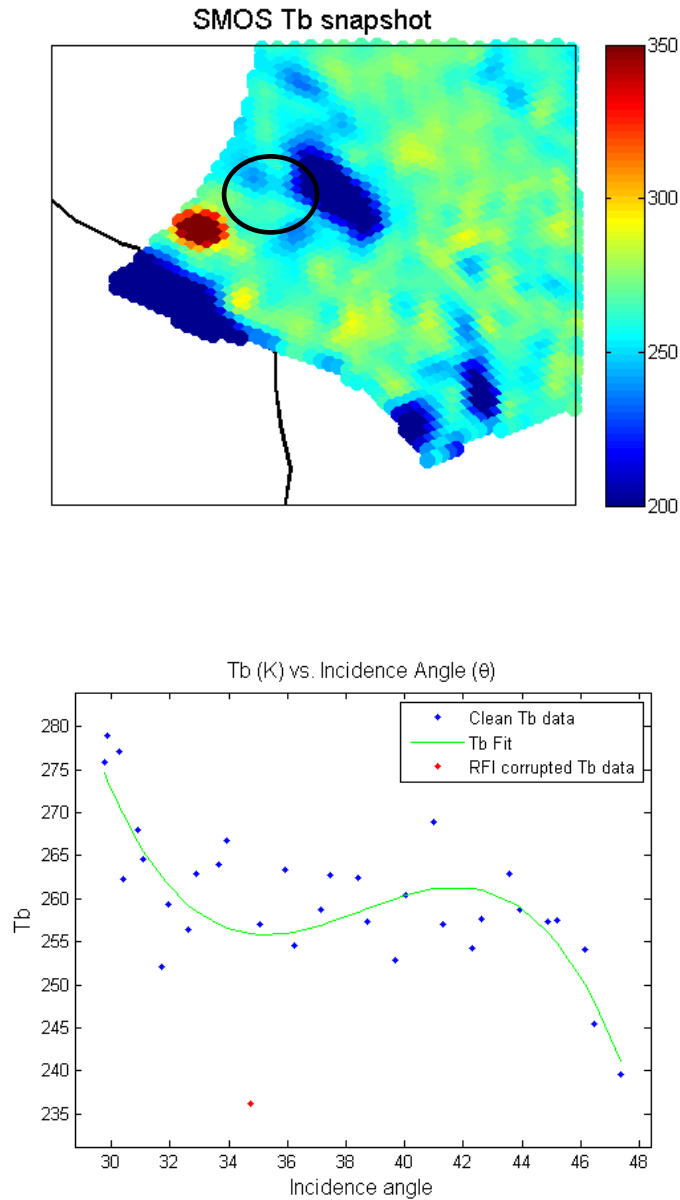 SMOS Tb snapshot
350
300
250
200
Tb (K) vs. Incidence Angle (θ)
Clean Tb data
Tb Fit
RFI corrupted Tb data
280
275
270
265
260
255
250
245
240
235
Tb
30 32 34 36 38 40 42 44 46 48
Incidence angle